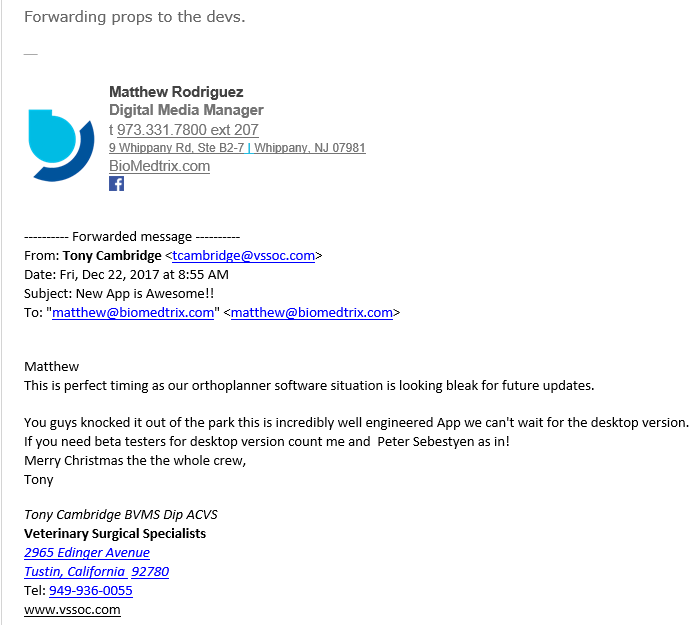 Forwarding props to the devs.
—
Matthew Rodriguez
Digital Media Manager
t 973.331.7800 ext 207
9 Whippany Rd, Ste B2-7 | Whippany, NJ 07981
BioMedtrix.com
---------- Forwarded message ----------
From: Tony Cambridge <tcambridge@vssoc.com>
Date: Fri, Dec 22, 2017 at 8:55 AM
Subject: New App is Awesome!!
To: "matthew@biomedtrix.com" <matthew@biomedtrix.com>
Matthew
This is perfect timing as our orthoplanner software situation is looking bleak for future updates.
You guys knocked it out of the park this is incredibly well engineered App we can't wait for the desktop version.
If you need beta testers for desktop version count me and  Peter Sebestyen as in!
Merry Christmas the the whole crew,
Tony
Tony Cambridge BVMS Dip ACVS
Veterinary Surgical Specialists
2965 Edinger Avenue
Tustin, California  92780
Tel: 949-936-0055
www.vssoc.com